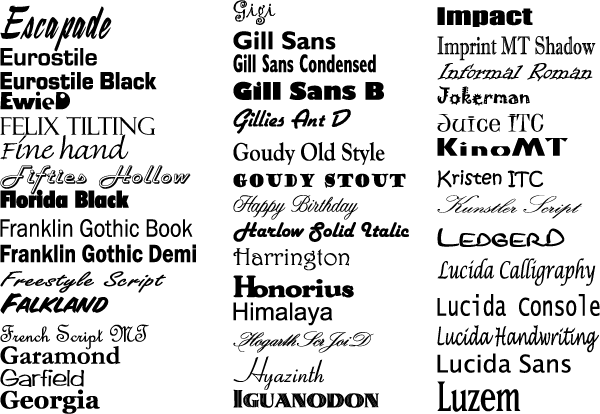 Escapade
Eurostile
Eurostile Black
EwieD
FELIX TILTING
Fine hand
Fifties Hollow
Florida Black
Franklin Gothic Book
Franklin Gothic Demi
Freestyle Script
FALKLAND
French Script MT
Garamond
Garfield
Georgia
Gigi
Gill Sans
Gill Sans Condensed
Gill Sans B
Gillies Ant D
Goudy Old Style
GOUDY STOUT
Happy Birthday
Harlow Solid Italic
Harrington
Honorius
Himalaya
Hogarth Scr Joi D
Hyazinth
IGUANODON
Impact
Imprint MT Shadow
Informal Roman
Jokerman
Juice ITC
KinoMT
Kristen ITC
Kunstler Script
LEDGERD
Lucida Calligraphy
Lucida Console
Lucida Handwriting
Lucida Sans
Luzem